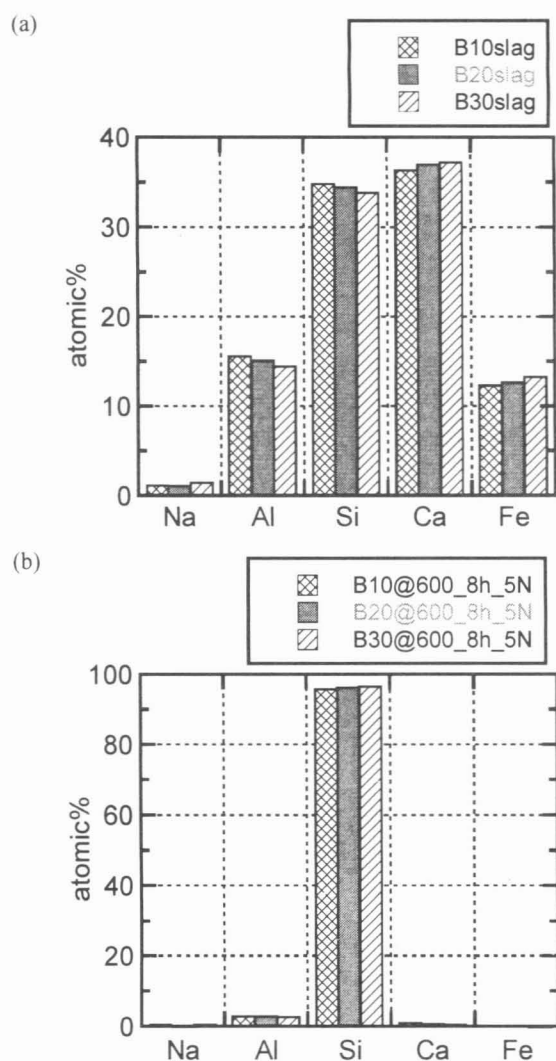 (a)
B10slag
B20slag
B30slag
40
30
20
10
0
atomic%
Na Al Si Ca Fe
(b)
B10@600_8h_5N
B20@600_8h_5N
B30@600_8h_5N
100
80
60
40
20
0
atomic%
Na Al Si Ca Fe